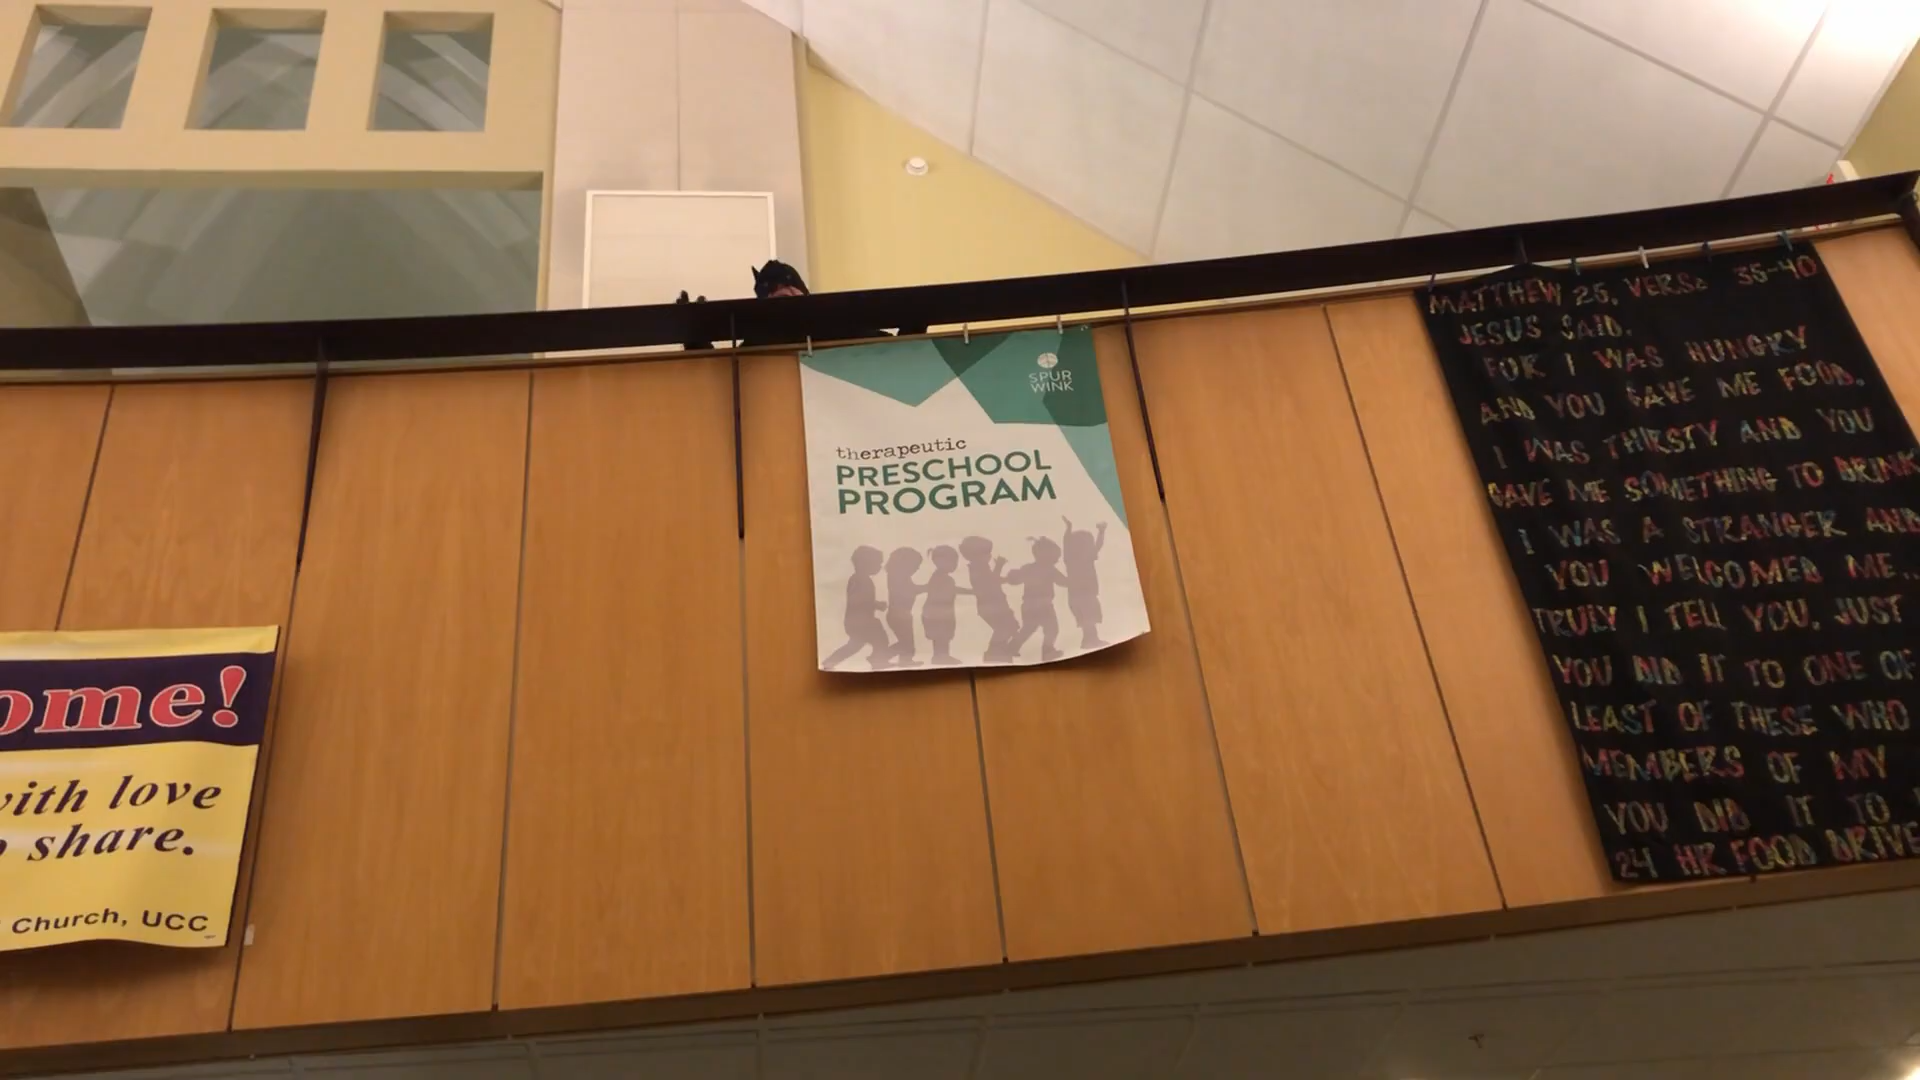 ome!
with love
share.
Church, UCC
SPUR
WINK
therapeutic
PRESCHOOL
PROGRAM
MATTHEW 25, VERSE 35-40
JESUS SAID,
FOR I WAS HUNGRY
AND YOU GAVE ME FOOD.
I WAS THIRSTY AND YOU
GAVE ME SOMETHING TO DRINK
I WAS A STRANGER AND
YOU WELCOMED ME..
TRULY I TELL YOU, JUST
YOU DID IT TO ONE OF
LEAST OF THESE WHO
MEMBERS OF MY
YOU DID IT TO
24 HR FOOD DRIVE